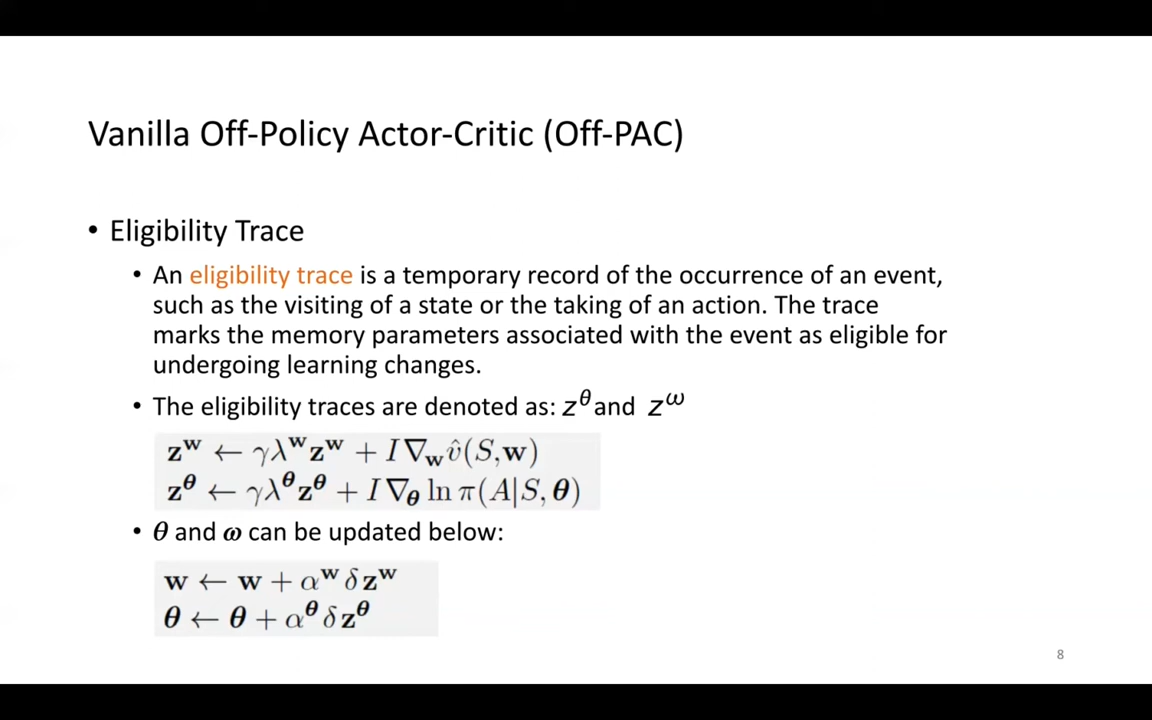 Vanilla Off-Policy Actor-Critic (Off-PAC)
• Eligibility Trace
• An eligibility trace is a temporary record of the occurrence of an event,
such as the visiting of a state or the taking of an action. The trace
marks the memory parameters associated with the event as eligible for
undergoing learning changes.
• The eligibility traces are denoted as: z^θ and z^ω
z^w ← γλ^w z^w + I∇_w v̂(S,w)
z^θ ← γλ^θ z^θ + I∇_θ ln π(A|S, θ)
• θ and ω can be updated below:
w ← w + α^w δz^w
θ ← θ + α^θ δz^θ
8